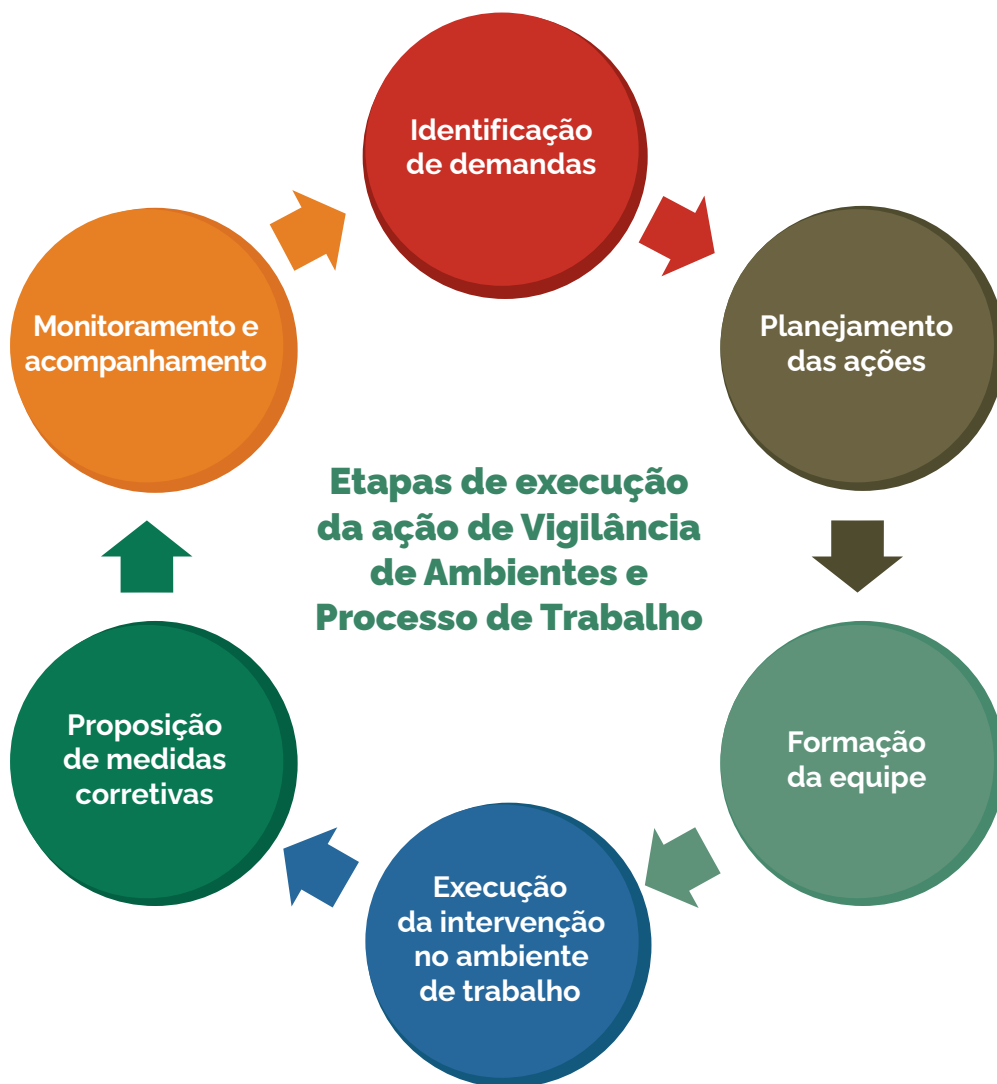 Identificação
de demandas
Planejamento
das ações
Formação
da equipe
Execução
da intervenção
no ambiente
de trabalho
Proposição
de medidas
corretivas
Monitoramento e
acompanhamento
Etapas de execução
da ação de Vigilância
de Ambientes e
Processo de Trabalho